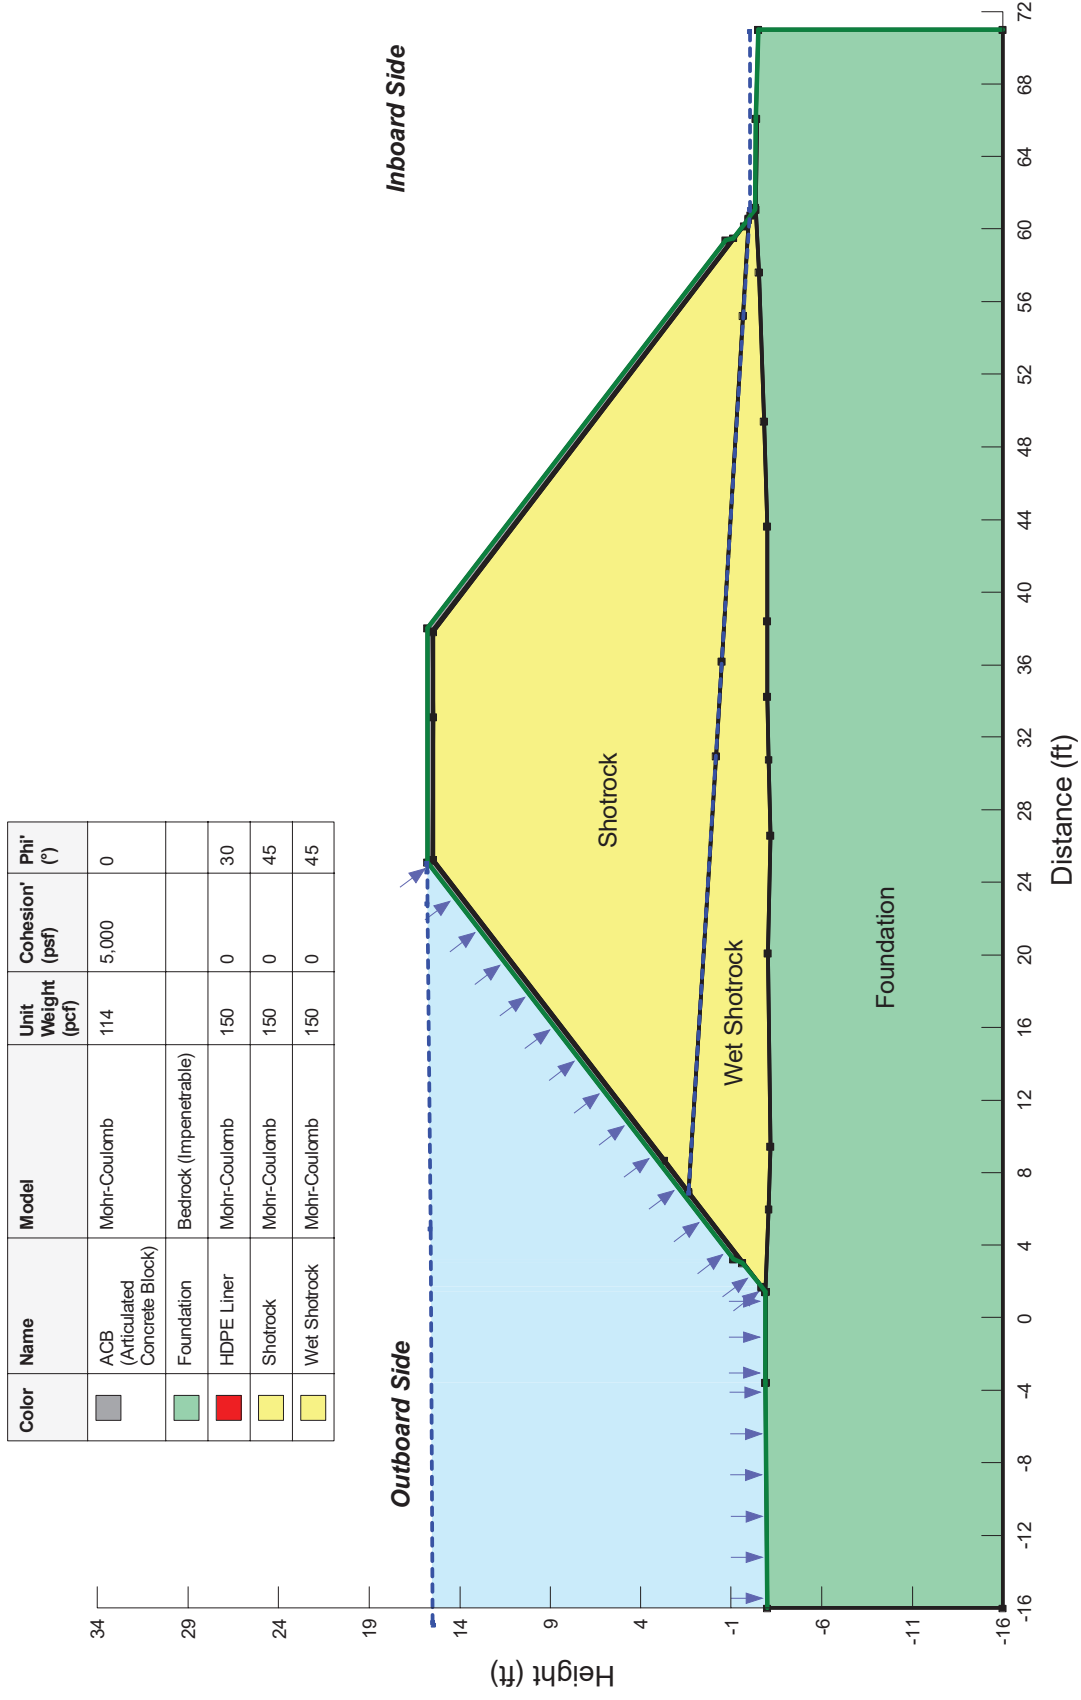 Color Name Model Unit Weight (pcf) Cohesion' (psf) Phi' (°)
ACB (Articulated Concrete Block) Mohr-Coulomb 114 5,000 0
Foundation Bedrock (Impenetrable)
HDPE Liner Mohr-Coulomb 150 0 30
Shotrock Mohr-Coulomb 150 0 45
Wet Shotrock Mohr-Coulomb 150 0 45
Outboard Side
Inboard Side
Shotrock
Wet Shotrock
Foundation
Height (ft)
34
29
24
19
14
9
4
-1
-6
-11
-16
-16 -12 -8 -4 0 4 8 12 16 20 24 28 32 36 40 44 48 52 56 60 64 68 72
Distance (ft)